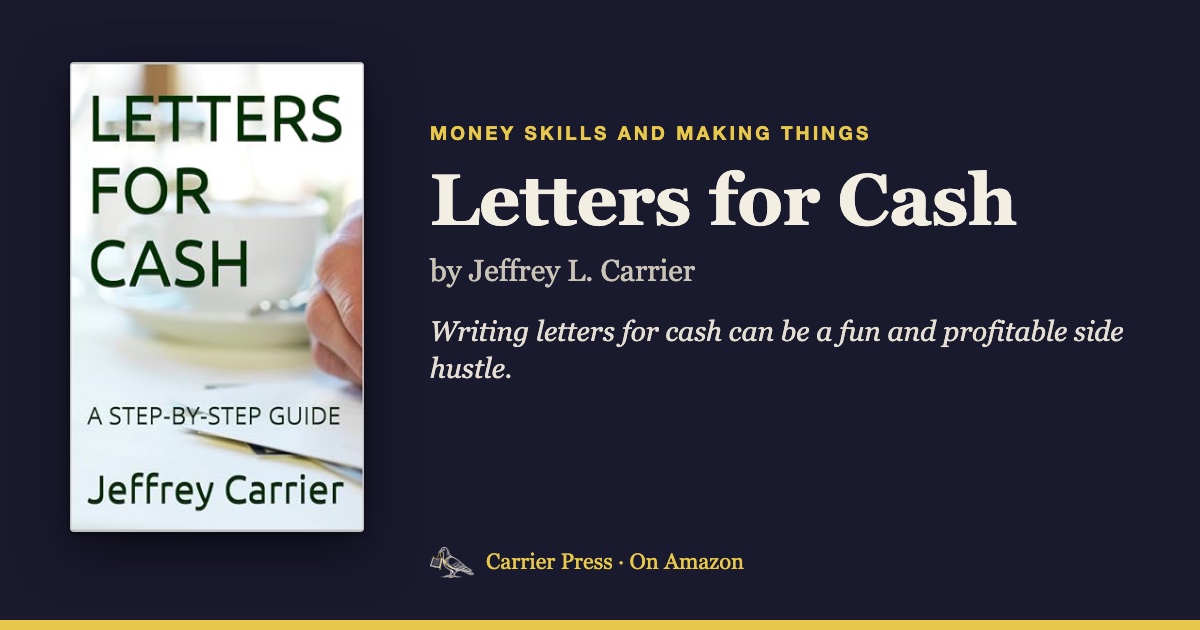 LETTERS
FOR
CASH
A STEP-BY-STEP GUIDE
Jeffrey Carrier
MONEY SKILLS AND MAKING THINGS
Letters for Cash
by Jeffrey L. Carrier
Writing letters for cash can be a fun and profitable side
hustle.
Carrier Press · On Amazon